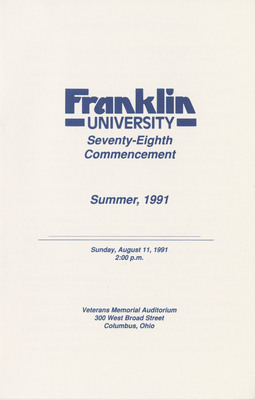 Franklin
UNIVERSITY
Seventy-Eighth
Commencement
Summer, 1991
Sunday, August 11, 1991
2:00 p.m.
Veterans Memorial Auditorium
300 West Broad Street
Columbus, Ohio